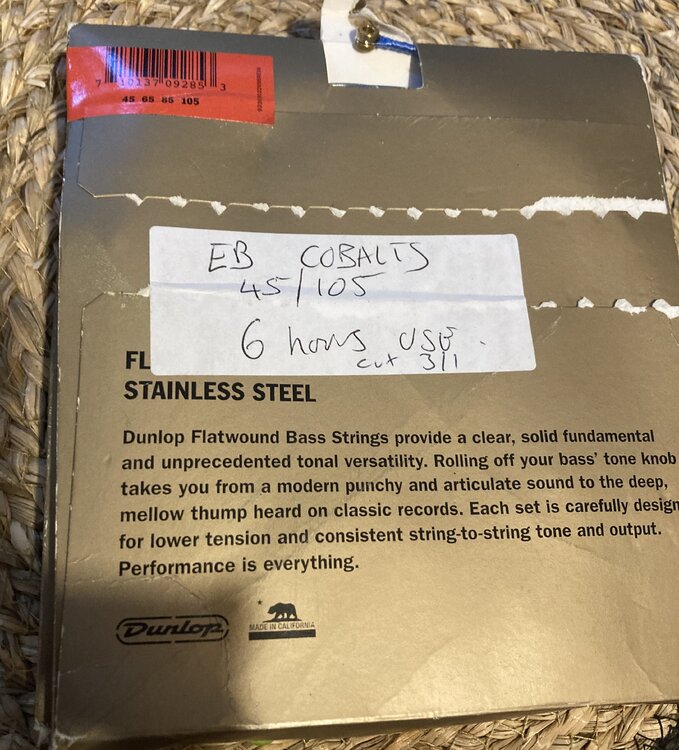 45 65 85 105
EB COBALTS
45/105
6 hours USE.
cut 3/1
FL
STAINLESS STEEL
Dunlop Flatwound Bass Strings provide a clear, solid fundamental
and unprecedented tonal versatility. Rolling off your bass' tone knob
takes you from a modern punchy and articulate sound to the deep,
mellow thump heard on classic records. Each set is carefully design
for lower tension and consistent string-to-string tone and output.
Performance is everything.
Dunlop
MADE IN CALIFORNIA